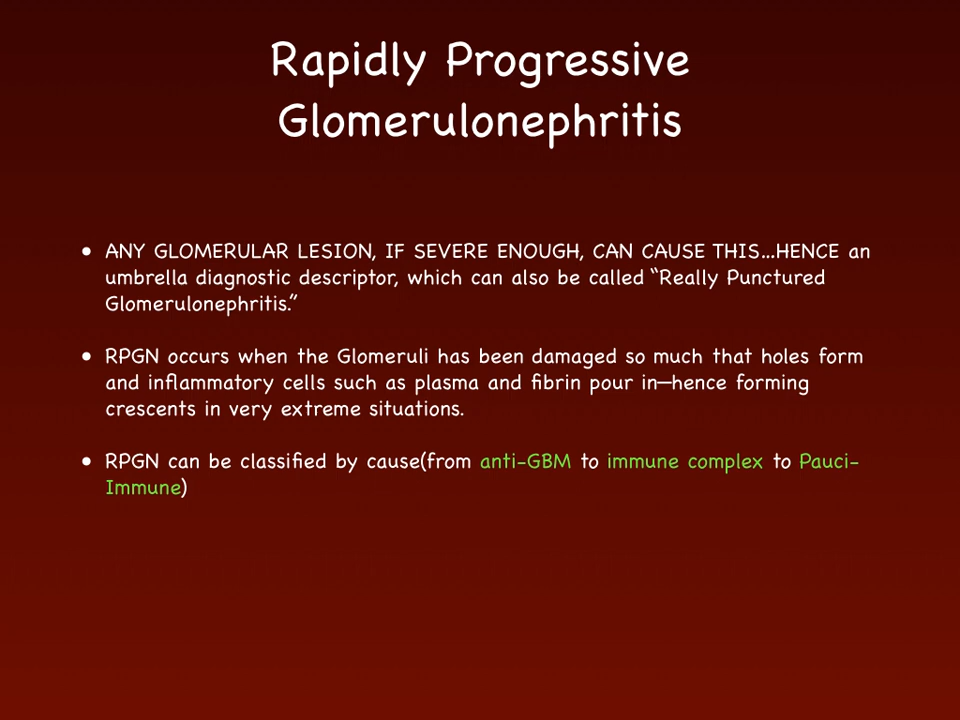 Rapidly Progressive
Glomerulonephritis
• ANY GLOMERULAR LESION, IF SEVERE ENOUGH, CAN CAUSE THIS...HENCE an
umbrella diagnostic descriptor, which can also be called “Really Punctured
Glomerulonephritis.”
• RPGN occurs when the Glomeruli has been damaged so much that holes form
and inflammatory cells such as plasma and fibrin pour in—hence forming
crescents in very extreme situations.
• RPGN can be classified by cause(from anti-GBM to immune complex to Pauci-
Immune)